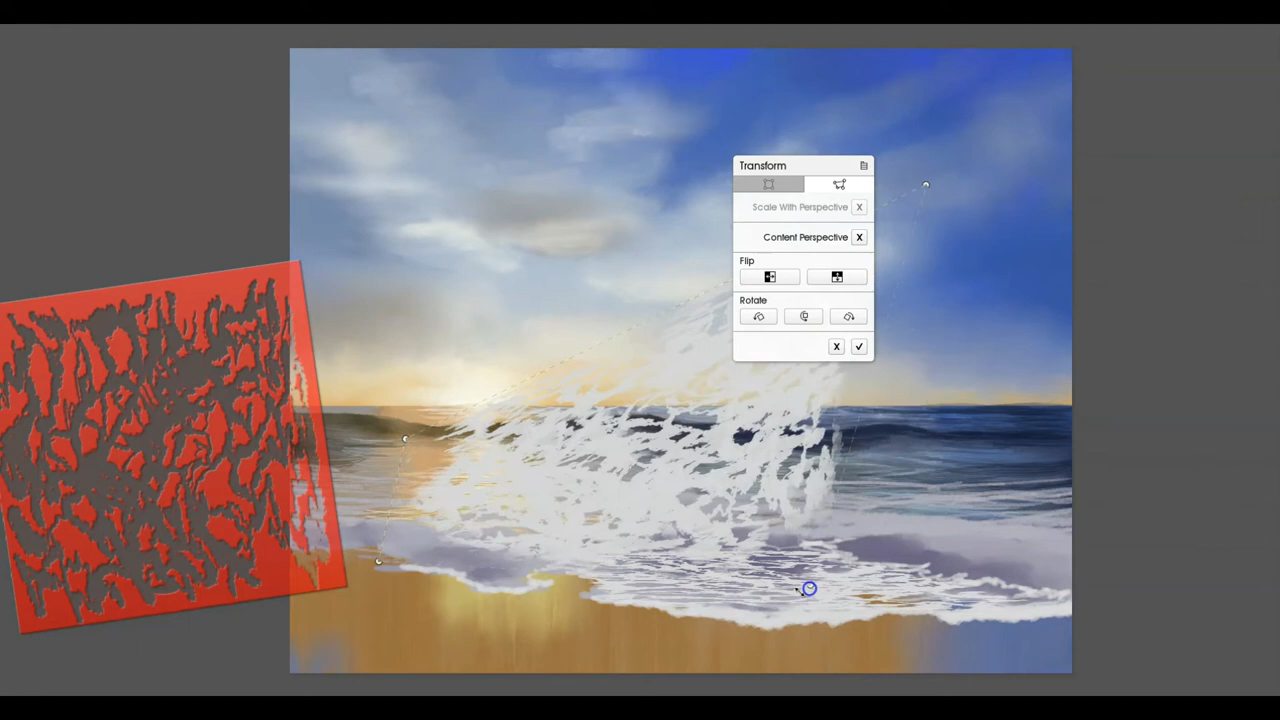 Transform
Scale With Perspective X
Content Perspective X
Flip
Rotate
X